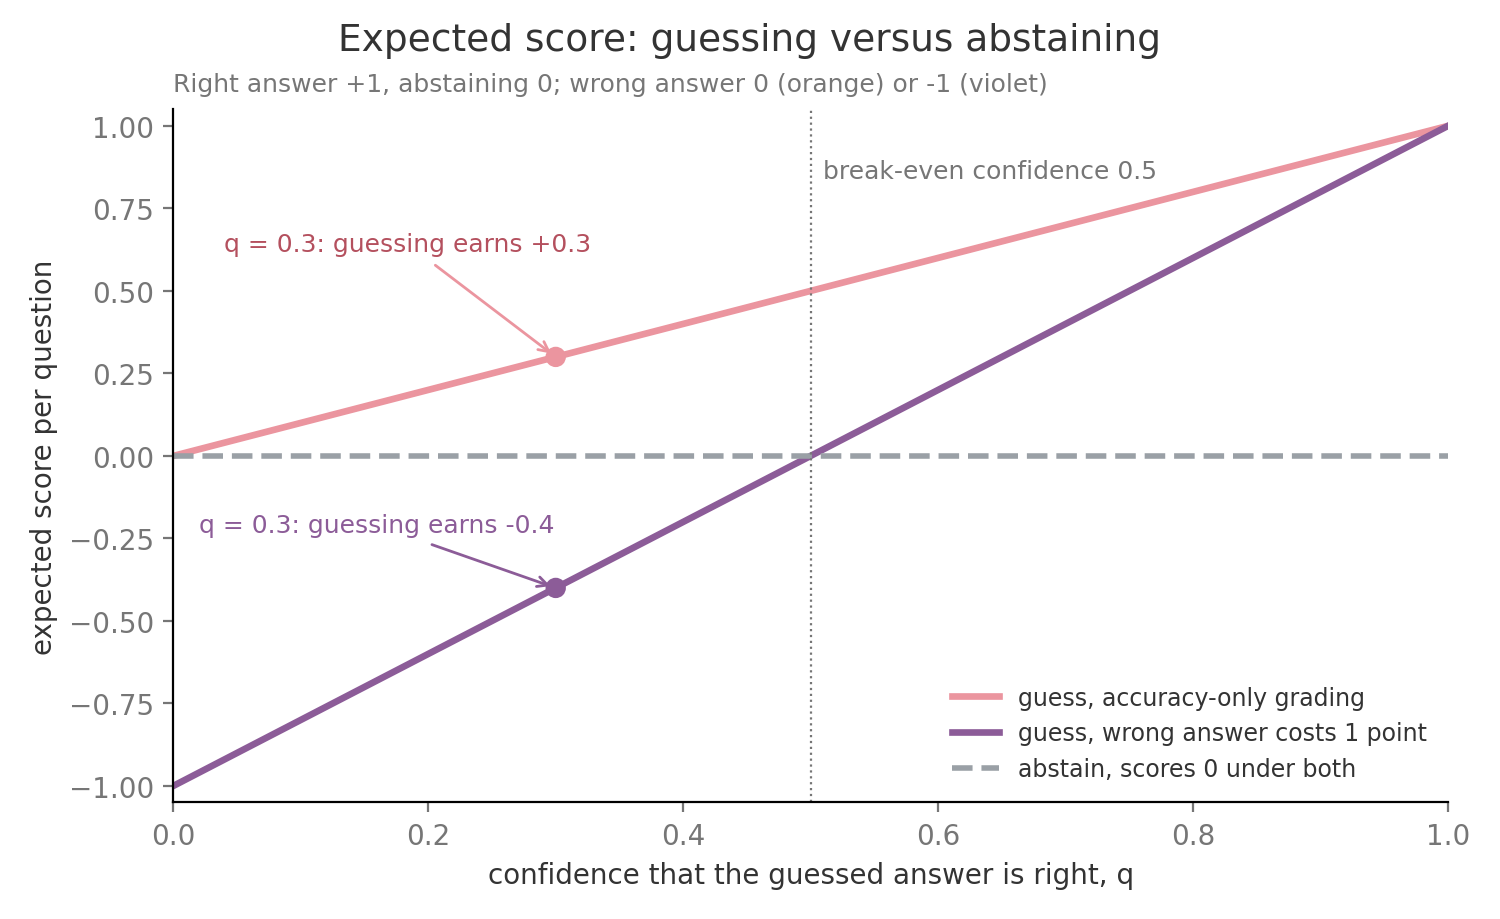 Expected score: guessing versus abstaining
Right answer +1, abstaining 0; wrong answer 0 (orange) or -1 (violet)
1.00
0.75
0.50
0.25
0.00
−0.25
−0.50
−0.75
−1.00
expected score per question
break-even confidence 0.5
q = 0.3: guessing earns +0.3
q = 0.3: guessing earns -0.4
guess, accuracy-only grading
guess, wrong answer costs 1 point
abstain, scores 0 under both
0.0 0.2 0.4 0.6 0.8 1.0
confidence that the guessed answer is right, q